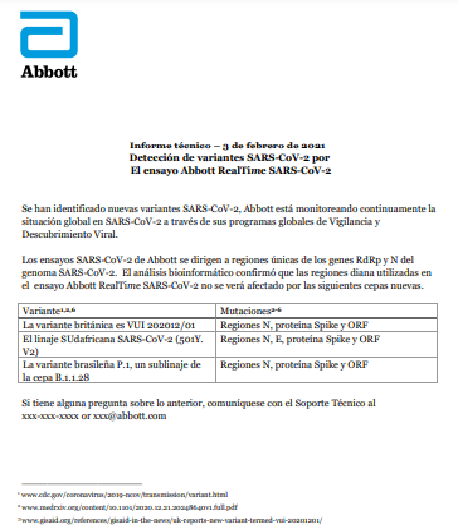 Abbott
Informe técnico – 3 de febrero de 2021
Detección de variantes SARS-CoV-2 por
El ensayo Abbott RealTime SARS-CoV-2
Se han identificado nuevas variantes SARS-CoV-2, Abbott está monitoreando continuamente la
situación global en SARS-CoV-2 a través de sus programas globales de Vigilancia y
Descubrimiento Viral.
Los ensayos SARS-CoV-2 de Abbott se dirigen a regiones únicas de los genes RdRp y N del
genoma SARS-CoV-2. El análisis bioinformático confirmó que las regiones diana utilizadas en
el ensayo Abbott RealTime SARS-CoV-2 no se verá afectado por las siguientes cepas nuevas.
Variante¹,²,⁶ Mutaciones²-⁶
La variante británica es VUI 202012/01 Regiones N, proteína Spike y ORF
El linaje SUdafricana SARS-CoV-2 (501Y. Regiones N, E, proteína Spike y ORF
V2)
La variante brasileña P.1, un sublinaje de Regiones N, proteína Spike y ORF
la cepa B.1.1.28
Si tiene alguna pregunta sobre lo anterior, comuníquese con el Soporte Técnico al
xxx-xxx-xxxx or xxx@abbott.com
¹ www.cdc.gov/coronavirus/2019-ncov/transmission/variant.html
² www.medrxiv.org/content/10.1101/2020.12.21.20248640v1.full.pdf
³ www.gisaid.org/references/gisaid-in-the-news/uk-reports-new-variant-termed-vui-20201201/